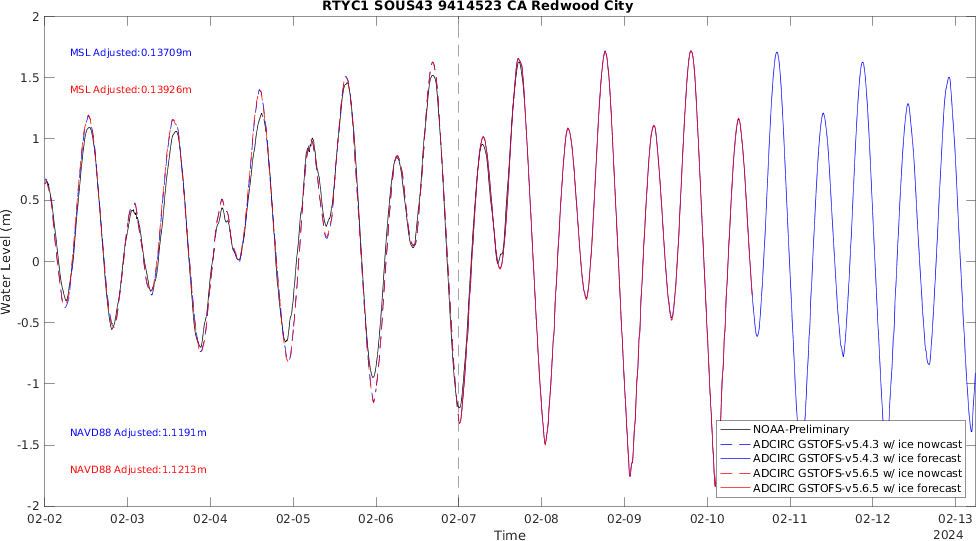 RTYC1 SOUS43 9414523 CA Redwood City
Water Level (m)
2
1.5
1
0.5
0
-0.5
-1
-1.5
-2
MSL Adjusted:0.13709m
MSL Adjusted:0.13926m
NAVD88 Adjusted:1.1191m
NAVD88 Adjusted:1.1213m
NOAA-Preliminary
ADCIRC GSTOFS-v5.4.3 w/ ice nowcast
ADCIRC GSTOFS-v5.4.3 w/ ice forecast
ADCIRC GSTOFS-v5.6.5 w/ ice nowcast
ADCIRC GSTOFS-v5.6.5 w/ ice forecast
02-02 02-03 02-04 02-05 02-06 02-07 02-08 02-09 02-10 02-11 02-12 02-13
Time
2024